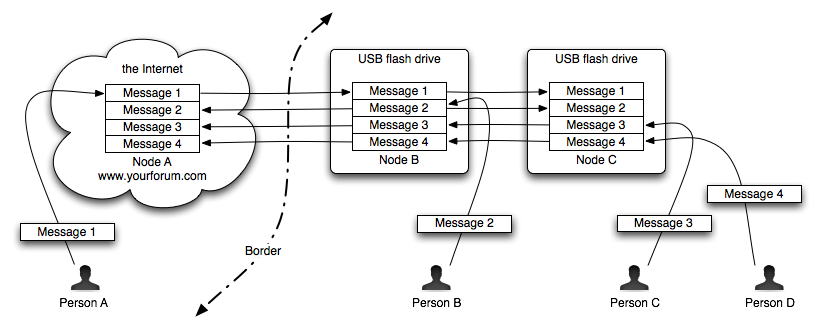 the Internet
Message 1
Message 2
Message 3
Message 4
Node A
www.yourforum.com
USB flash drive
Message 1
Message 2
Message 3
Message 4
Node B
USB flash drive
Message 1
Message 2
Message 3
Message 4
Node C
Message 1
Border
Message 2
Message 3
Message 4
Person A
Person B
Person C
Person D